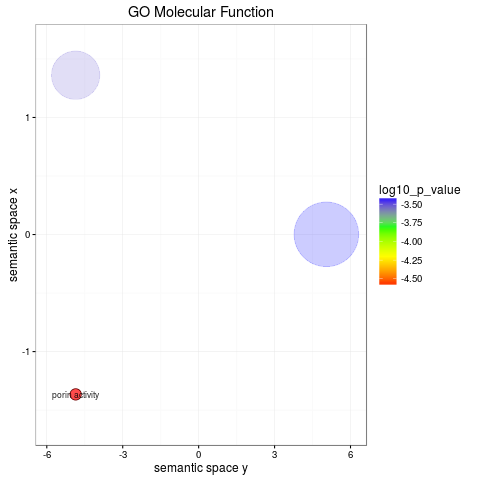 GO Molecular Function
semantic space x
1
0
-1
porin activity
-6
-3
0
3
6
semantic space y
log10_p_value
-3.50
-3.75
-4.00
-4.25
-4.50